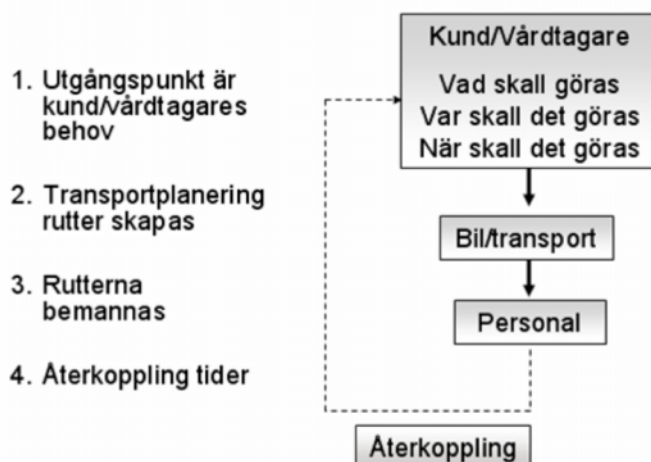 1. Utgångspunkt är
kund/vårdtagares
behov
2. Transportplanering
rutter skapas
3. Rutterna
bemannas
4. Återkoppling tider
Kund/Vårdtagare
Vad skall göras
Var skall det göras
När skall det göras
Bil/transport
Personal
Återkoppling